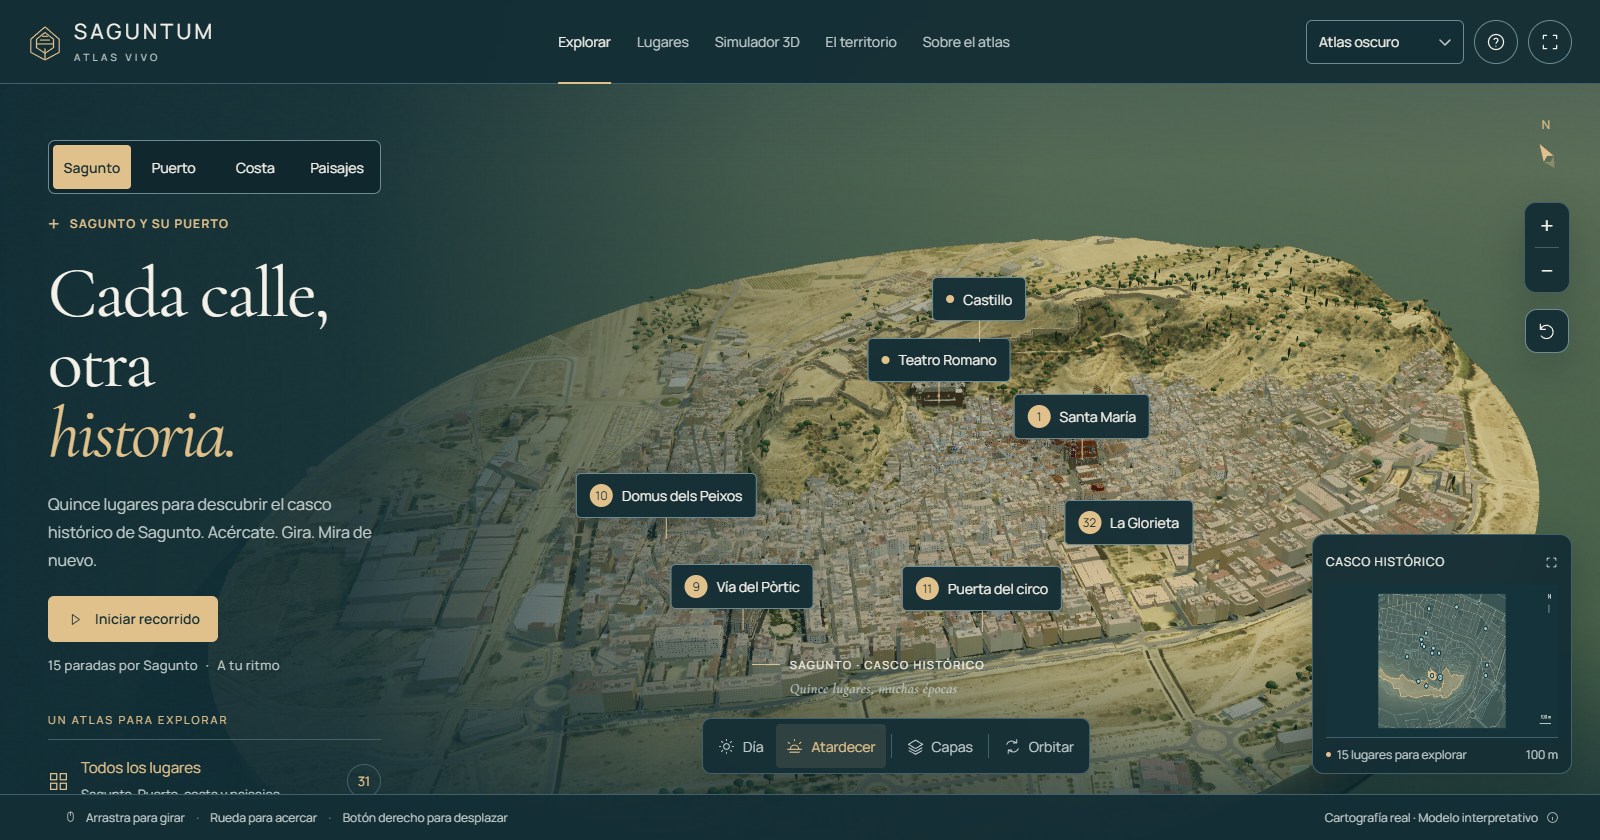 SAGUNTUM
ATLAS VIVO
Explorar
Lugares
Simulador 3D
El territorio
Sobre el atlas
Atlas oscuro
N
Sagunto
Puerto
Costa
Paisajes
SAGUNTO Y SU PUERTO
Cada calle,
otra
historia.
Quince lugares para descubrir el casco
histórico de Sagunto. Acércate. Gira. Mira de
nuevo.
Iniciar recorrido
15 paradas por Sagunto · A tu ritmo
UN ATLAS PARA EXPLORAR
Todos los lugares
31
Sagunto, Puerto, costa y paisajes
Castillo
Teatro Romano
1 Santa María
10 Domus dels Peixos
32 La Glorieta
9 Vía del Pòrtic
11 Puerta del circo
SAGUNTO · CASCO HISTÓRICO
Quince lugares, muchas épocas
Día
Atardecer
Capas
Orbitar
CASCO HISTÓRICO
15 lugares para explorar
100 m
Arrastra para girar · Rueda para acercar · Botón derecho para desplazar
Cartografía real · Modelo interpretativo